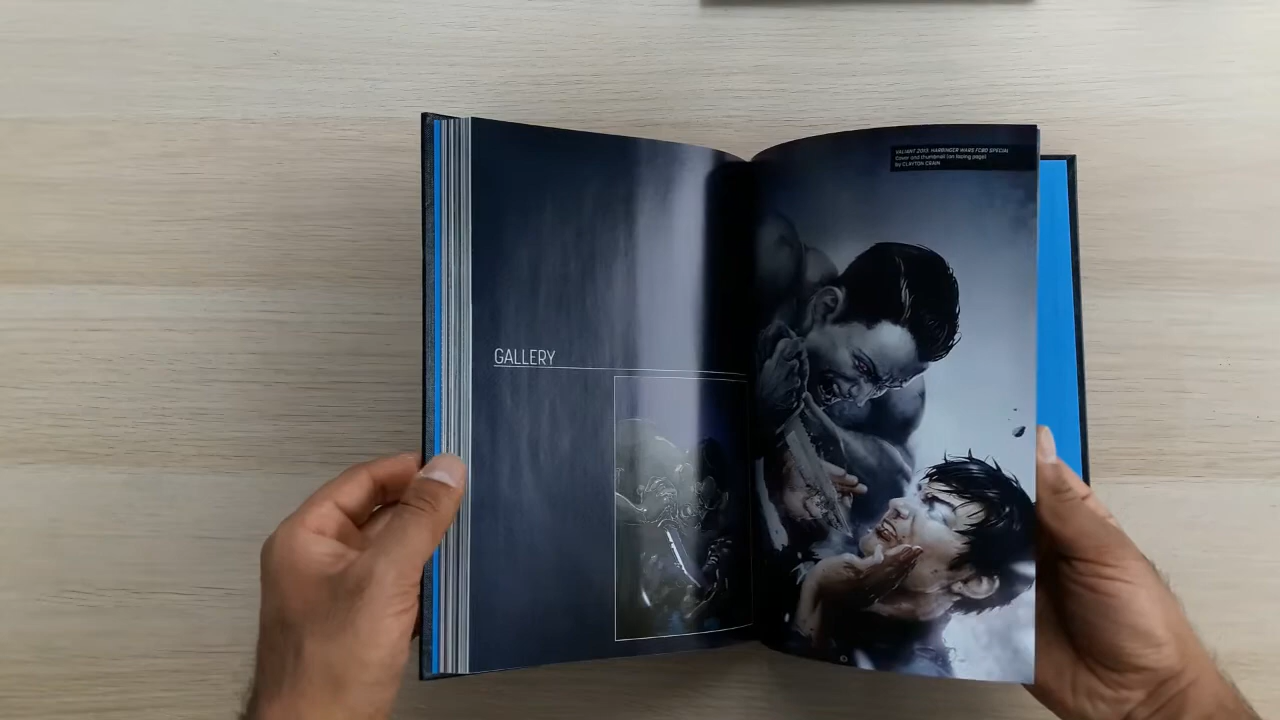 GALLERY
VALIANT 2013: HARBINGER WARS FCBD SPECIAL
Cover and thumbnail (on facing page)
by CLAYTON CRAIN